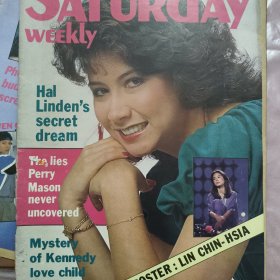 SATURDAY
WEEKLY
Hal
Linden's
secret
dream
The lies
Perry
Mason
never
uncovered
Mystery
of Kennedy
love child
POSTER : LIN CHIN-HSIA